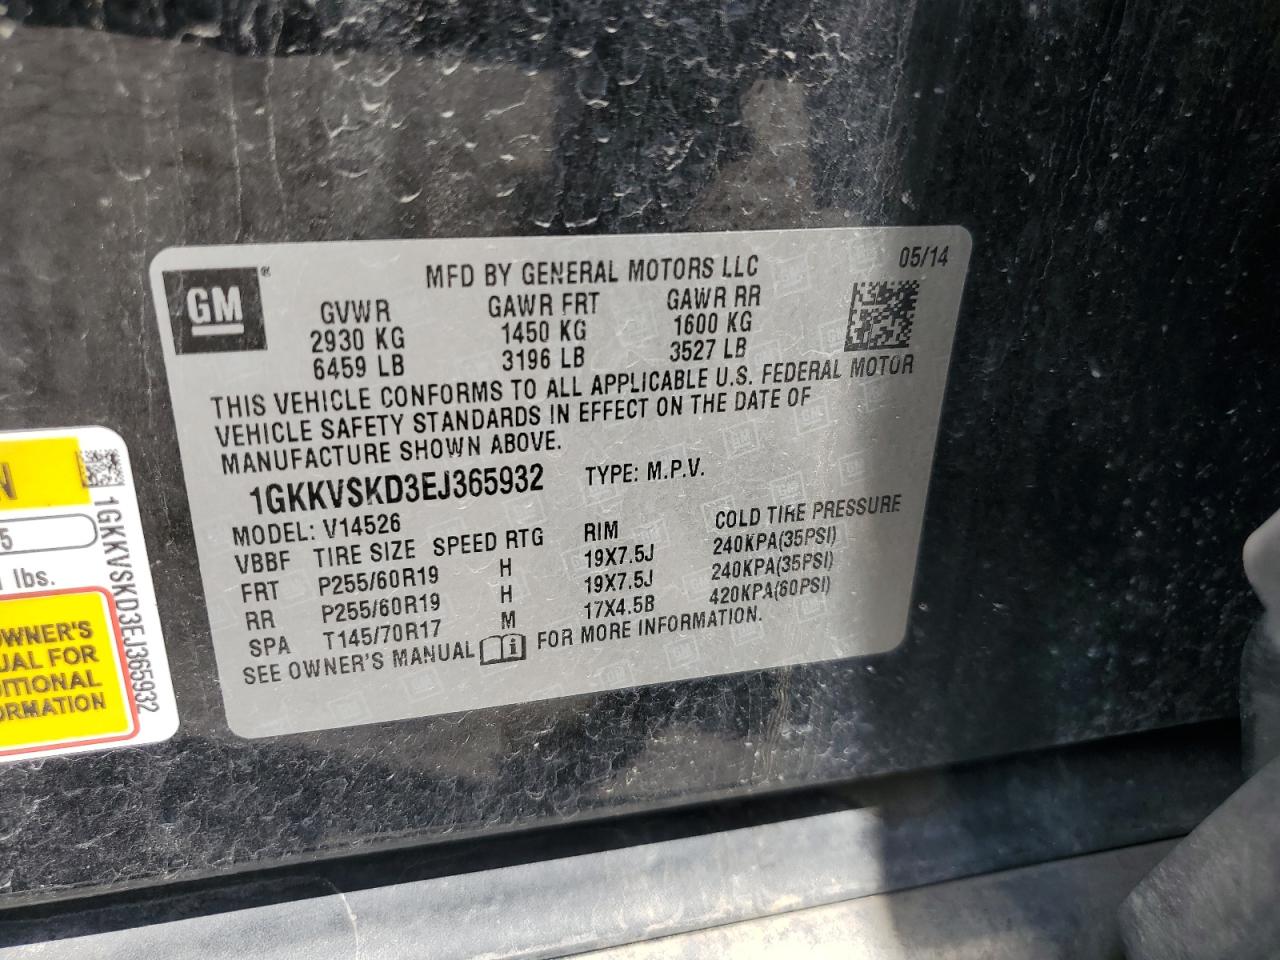 MFD BY GENERAL MOTORS LLC 05/14
GM®
GVWR GAWR FRT GAWR RR
2930 KG 1450 KG 1600 KG
6459 LB 3196 LB 3527 LB
THIS VEHICLE CONFORMS TO ALL APPLICABLE U.S. FEDERAL MOTOR
VEHICLE SAFETY STANDARDS IN EFFECT ON THE DATE OF
MANUFACTURE SHOWN ABOVE.
1GKKVSKD3EJ365932 TYPE: M.P.V.
MODEL: V14526
VBBF TIRE SIZE SPEED RTG RIM COLD TIRE PRESSURE
FRT P255/60R19 H 19X7.5J 240KPA(35PSI)
RR P255/60R19 H 19X7.5J 240KPA(35PSI)
SPA T145/70R17 M 17X4.5B 420KPA(60PSI)
SEE OWNER'S MANUAL i FOR MORE INFORMATION.
N
5
lbs.
OWNER'S
UAL FOR
DITIONAL
ORMATION
1GKKVSKD3EJ365932